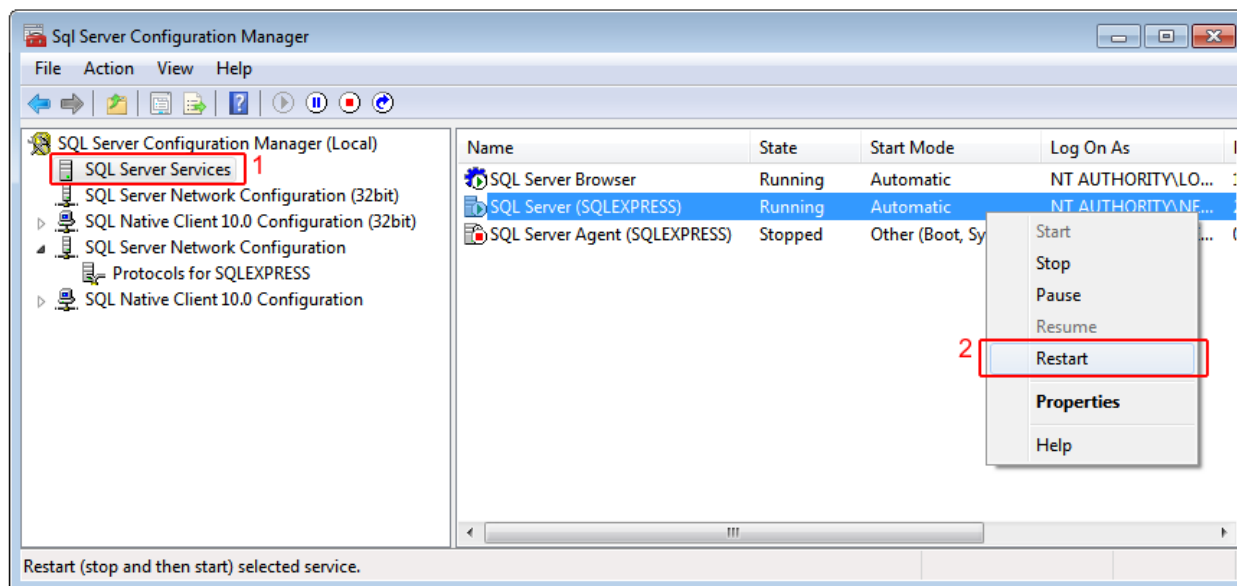 Sql Server Configuration Manager
File Action View Help
SQL Server Configuration Manager (Local)
SQL Server Services 1
SQL Server Network Configuration (32bit)
SQL Native Client 10.0 Configuration (32bit)
SQL Server Network Configuration
Protocols for SQLEXPRESS
SQL Native Client 10.0 Configuration
Name State Start Mode Log On As
SQL Server Browser Running Automatic NT AUTHORITY\LO...
SQL Server (SQLEXPRESS) Running Automatic NT AUTHORITY\NE...
SQL Server Agent (SQLEXPRESS) Stopped Other (Boot, Sy
Start
Stop
Pause
Resume
2 Restart
Properties
Help
Restart (stop and then start) selected service.